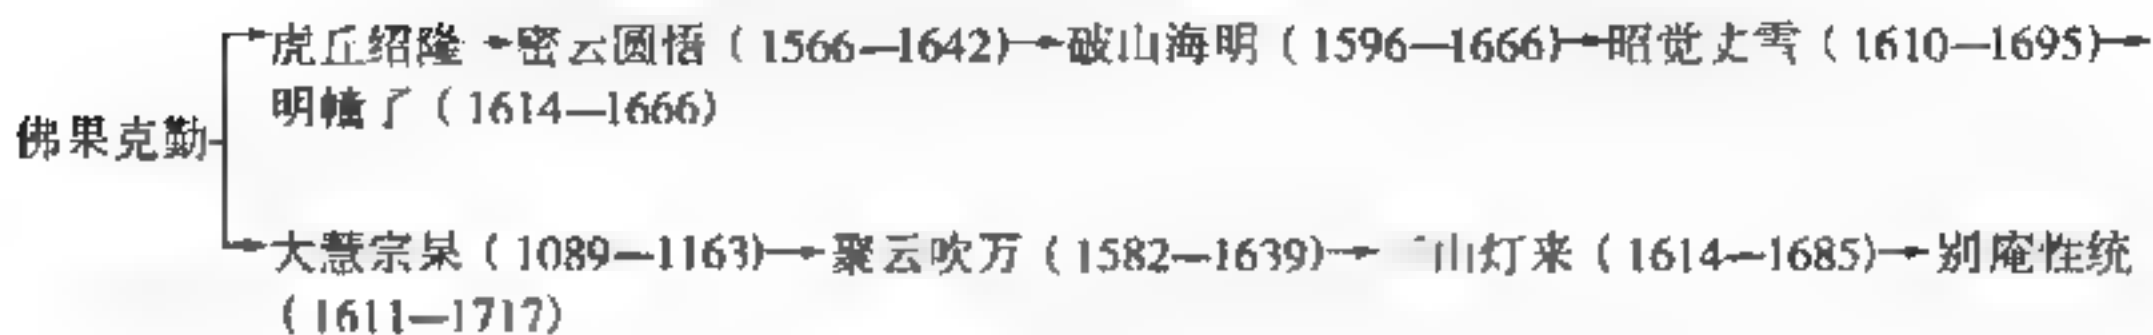 虎丘绍隆→密云圆悟（1566—1642）→破山海明（1596—1666）→昭觉丈雪（1610—1695）→
明幢了（1614—1666）
佛果克勤
大慧宗杲（1089—1163）→聚云吹万（1582—1639）→山灯来（1614—1685）→别庵性统
（1611—1717）